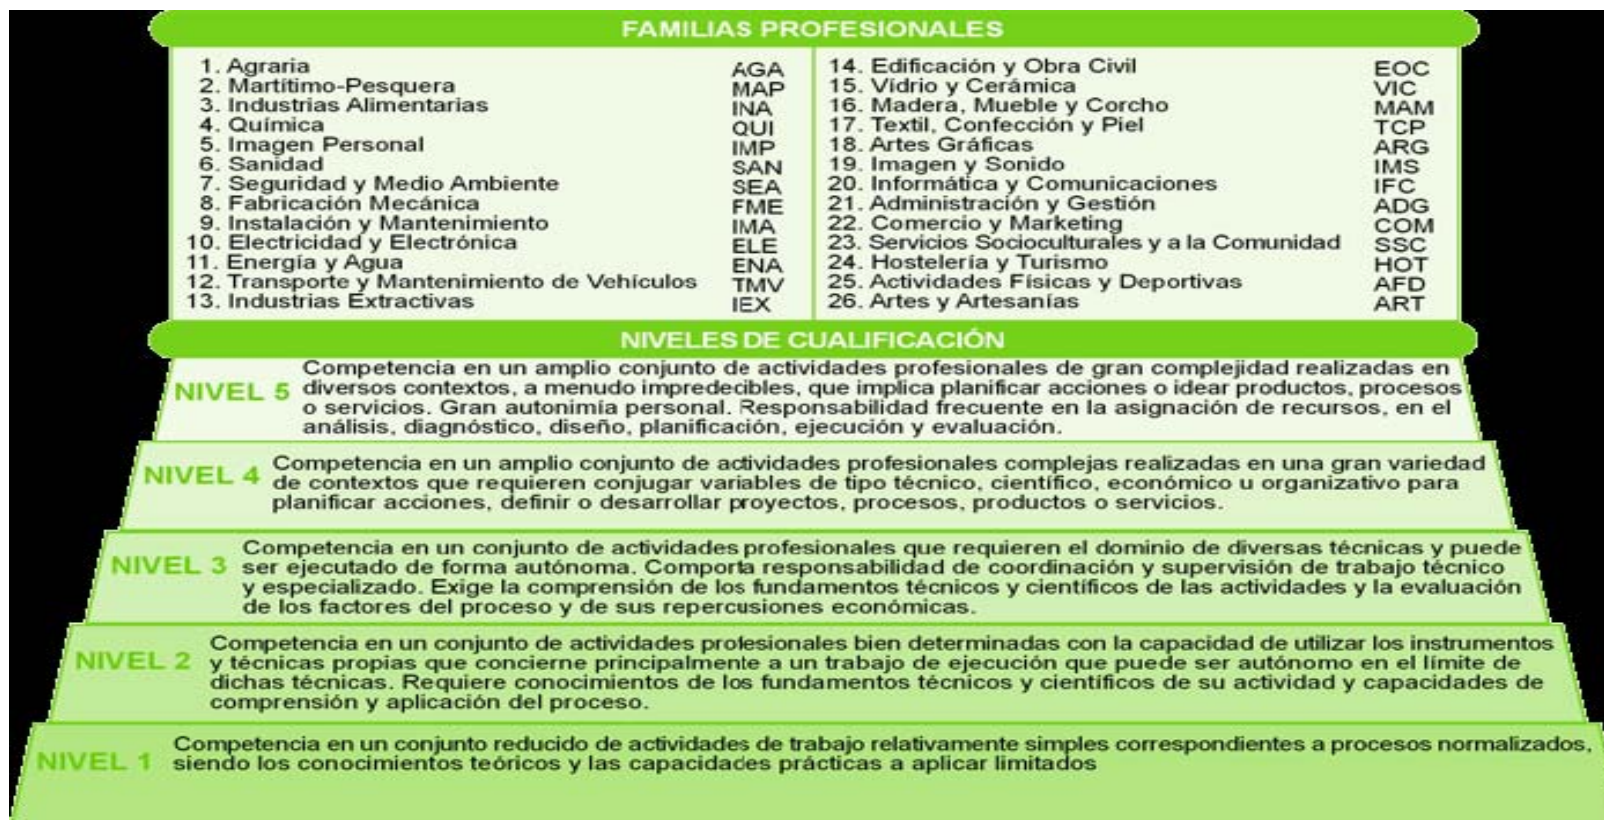 FAMILIAS PROFESIONALES
1. Agraria AGA
2. Martítimo-Pesquera MAP
3. Industrias Alimentarias INA
4. Química QUI
5. Imagen Personal IMP
6. Sanidad SAN
7. Seguridad y Medio Ambiente SEA
8. Fabricación Mecánica FME
9. Instalación y Mantenimiento IMA
10. Electricidad y Electrónica ELE
11. Energía y Agua ENA
12. Transporte y Mantenimiento de Vehículos TMV
13. Industrias Extractivas IEX
14. Edificación y Obra Civil EOC
15. Vídrio y Cerámica VIC
16. Madera, Mueble y Corcho MAM
17. Textil, Confección y Piel TCP
18. Artes Gráficas ARG
19. Imagen y Sonido IMS
20. Informática y Comunicaciones IFC
21. Administración y Gestión ADG
22. Comercio y Marketing COM
23. Servicios Socioculturales y a la Comunidad SSC
24. Hostelería y Turismo HOT
25. Actividades Físicas y Deportivas AFD
26. Artes y Artesanías ART
NIVELES DE CUALIFICACIÓN
NIVEL 5
Competencia en un amplio conjunto de actividades profesionales de gran complejidad realizadas en
diversos contextos, a menudo impredecibles, que implica planificar acciones o idear productos, procesos
o servicios. Gran autonimía personal. Responsabilidad frecuente en la asignación de recursos, en el
análisis, diagnóstico, diseño, planificación, ejecución y evaluación.
NIVEL 4
Competencia en un amplio conjunto de actividades profesionales complejas realizadas en una gran variedad
de contextos que requieren conjugar variables de tipo técnico, científico, económico u organizativo para
planificar acciones, definir o desarrollar proyectos, procesos, productos o servicios.
NIVEL 3
Competencia en un conjunto de actividades profesionales que requieren el dominio de diversas técnicas y puede
ser ejecutado de forma autónoma. Comporta responsabilidad de coordinación y supervisión de trabajo técnico
y especializado. Exige la comprensión de los fundamentos técnicos y científicos de las actividades y la evaluación
de los factores del proceso y de sus repercusiones económicas.
NIVEL 2
Competencia en un conjunto de actividades profesionales bien determinadas con la capacidad de utilizar los instrumentos
y técnicas propias que concierne principalmente a un trabajo de ejecución que puede ser autónomo en el límite de
dichas técnicas. Requiere conocimientos de los fundamentos técnicos y científicos de su actividad y capacidades de
comprensión y aplicación del proceso.
NIVEL 1
Competencia en un conjunto reducido de actividades de trabajo relativamente simples correspondientes a procesos normalizados,
siendo los conocimientos teóricos y las capacidades prácticas a aplicar limitados